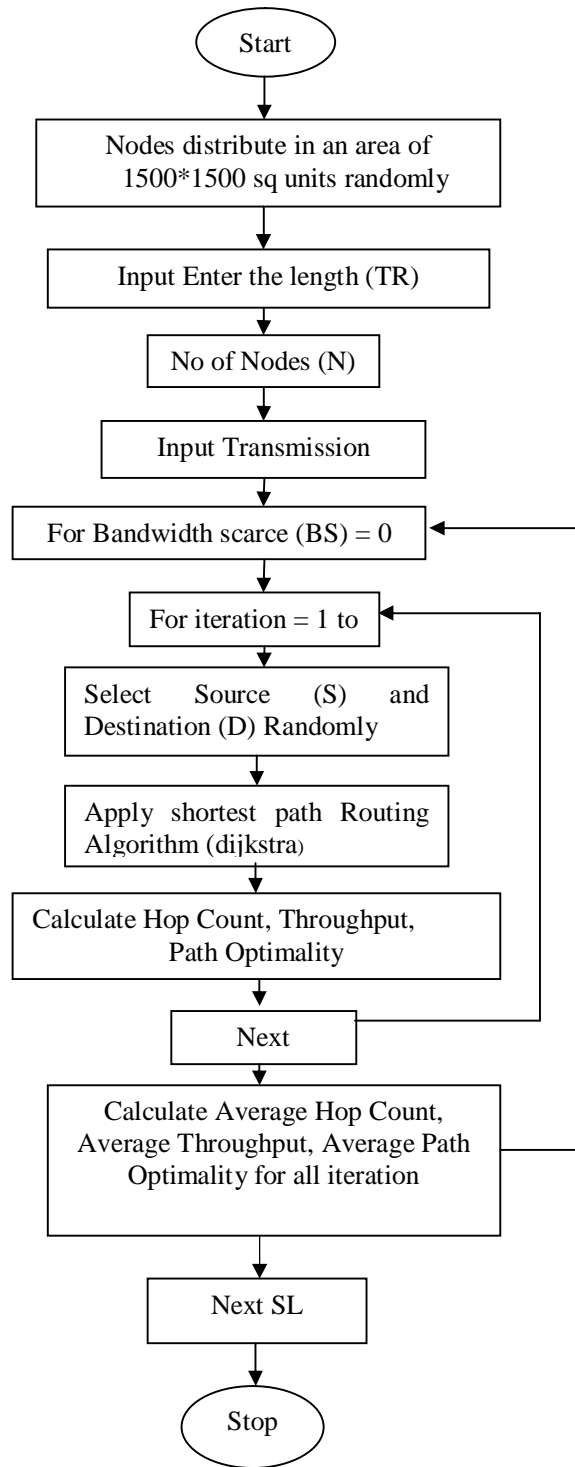 Start
Nodes distribute in an area of
1500*1500 sq units randomly
Input Enter the length (TR)
No of Nodes (N)
Input Transmission
For Bandwidth scarce (BS) = 0
For iteration = 1 to
Select Source (S) and
Destination (D) Randomly
Apply shortest path Routing
Algorithm (dijkstra)
Calculate Hop Count, Throughput,
Path Optimality
Next
Calculate Average Hop Count,
Average Throughput, Average Path
Optimality for all iteration
Next SL
Stop